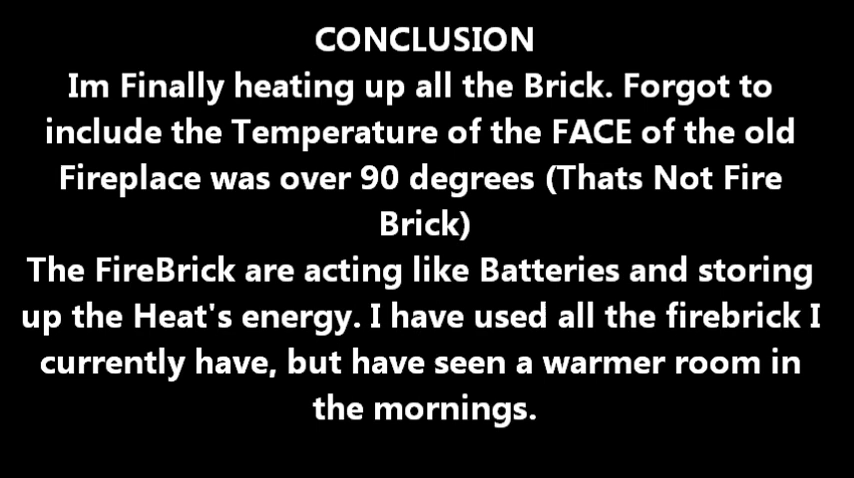 CONCLUSION
Im Finally heating up all the Brick. Forgot to
include the Temperature of the FACE of the old
Fireplace was over 90 degrees (Thats Not Fire
Brick)
The FireBrick are acting like Batteries and storing
up the Heat's energy. I have used all the firebrick I
currently have, but have seen a warmer room in
the mornings.